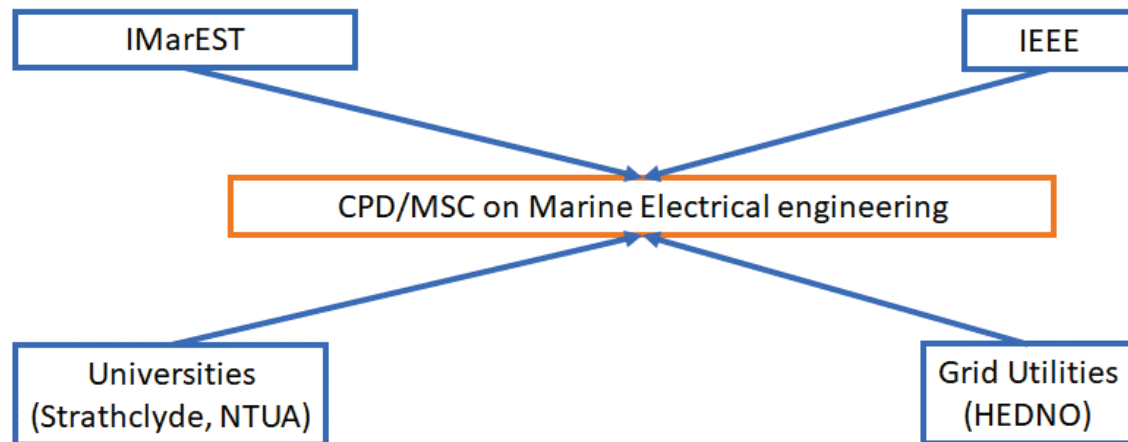 IMarEST
IEEE
CPD/MSC on Marine Electrical engineering
Universities
(Strathclyde, NTUA)
Grid Utilities
(HEDNO)